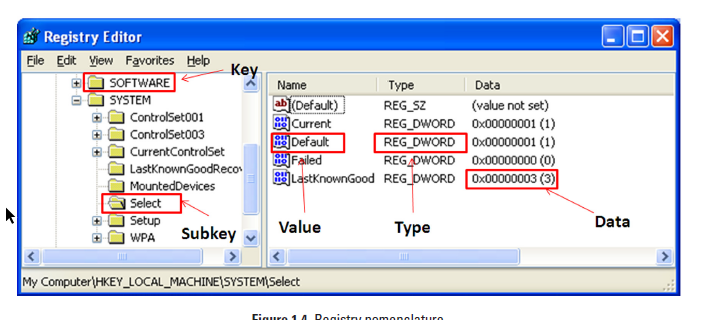 Registry Editor
File Edit View Favorites Help
Key
SOFTWARE
SYSTEM
ControlSet001
ControlSet003
CurrentControlSet
LastKnownGoodRecov
MountedDevices
Select
Setup
WPA
Subkey
Name Type Data
ab (Default) REG_SZ (value not set)
Current REG_DWORD 0x00000001 (1)
Default REG_DWORD 0x00000001 (1)
Failed REG_DWORD 0x00000000 (0)
LastKnownGood REG_DWORD 0x00000003 (3)
Value Type Data
My Computer\HKEY_LOCAL_MACHINE\SYSTEM\Select
Figure 1.4 Registry nomenclature